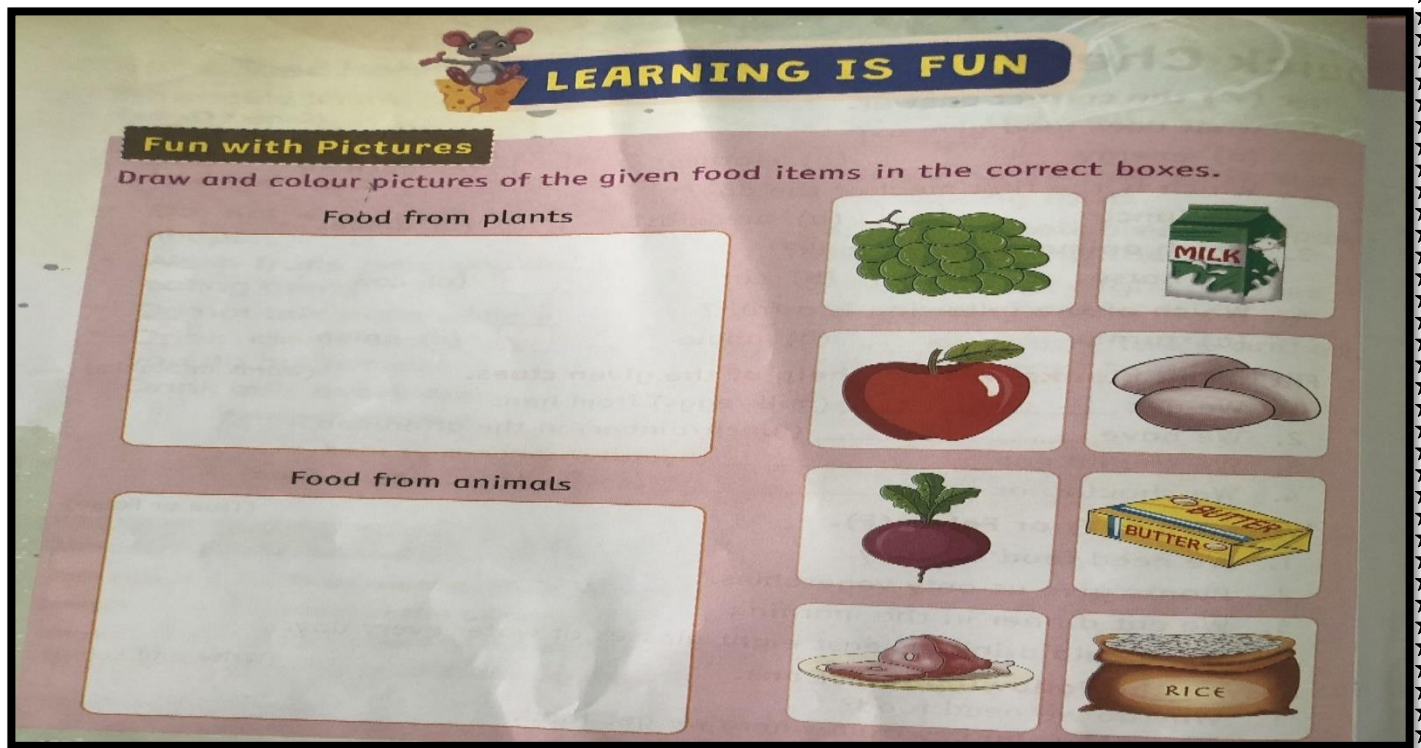 LEARNING IS FUN
Fun with Pictures
Draw and colour pictures of the given food items in the correct boxes.
Food from plants
MILK
Food from animals
BUTTER
BUTTER
RICE